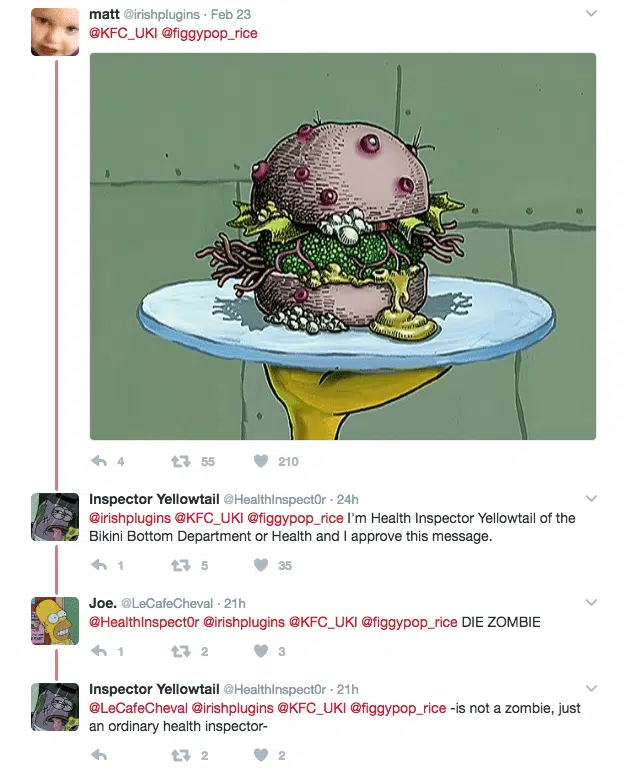 matt @irishplugins · Feb 23
@KFC_UKI @figgypop_rice
4 55 210
Inspector Yellowtail @HealthInspect0r · 24h
@irishplugins @KFC_UKI @figgypop_rice I'm Health Inspector Yellowtail of the
Bikini Bottom Department or Health and I approve this message.
1 5 35
Joe. @LeCafeCheval · 21h
@HealthInspect0r @irishplugins @KFC_UKI @figgypop_rice DIE ZOMBIE
1 2 3
Inspector Yellowtail @HealthInspect0r · 21h
@LeCafeCheval @irishplugins @KFC_UKI @figgypop_rice -is not a zombie, just
an ordinary health inspector-
2 2